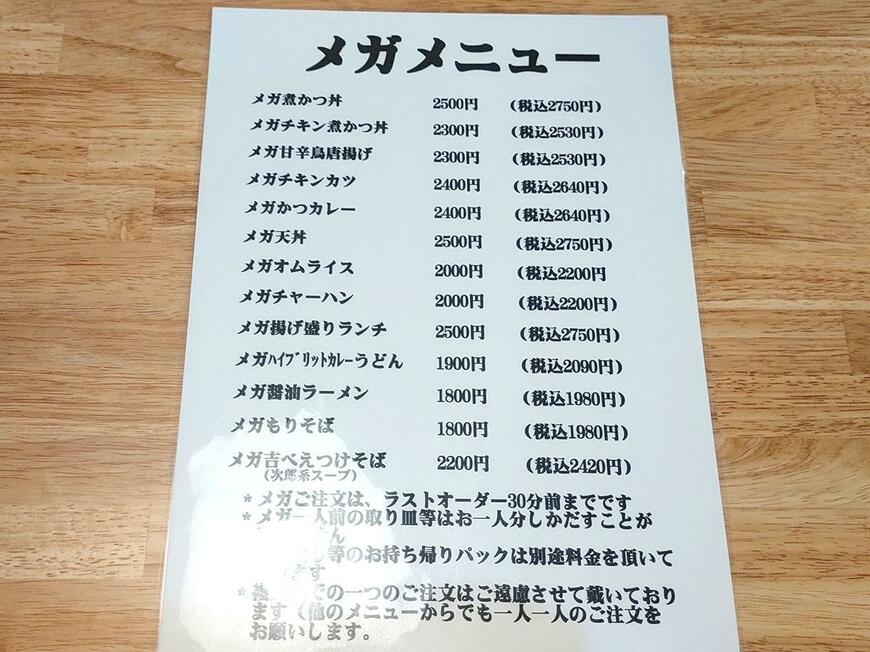 メガメニュー
メガ煮かつ丼 2500円 (税込2750円)
メガチキン煮かつ丼 2300円 (税込2530円)
メガ甘辛鳥唐揚げ 2300円 (税込2530円)
メガチキンカツ 2400円 (税込2640円)
メガかつカレー 2400円 (税込2640円)
メガ天丼 2500円 (税込2750円)
メガオムライス 2000円 (税込2200円
メガチャーハン 2000円 (税込2200円)
メガ揚げ盛りランチ 2500円 (税込2750円)
メガﾊｲﾌﾞﾘｯﾄｶﾚｰうどん 1900円 (税込2090円)
メガ醤油ラーメン 1800円 (税込1980円)
メガもりそば 1800円 (税込1980円)
メガ吉べえつけそば 2200円 (税込2420円)
(次郎系スープ)
*メガご注文は、ラストオーダー30分前までです
*メガ一人前の取り皿等はお一人分しかだすことが
ん
し等のお持ち帰りパックは別途料金を頂いて
ます
* での一つのご注文はご遠慮させて戴いており
ます(他のメニューからでも一人一人のご注文を
お願いします。